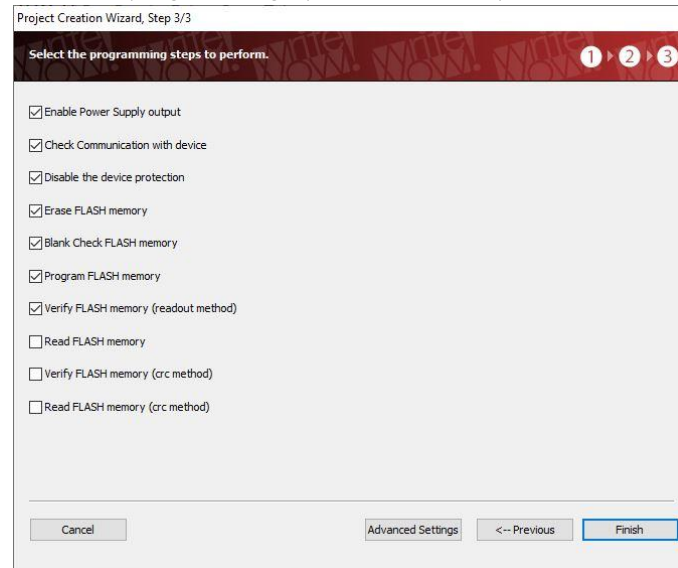 Project Creation Wizard, Step 3/3
Select the programming steps to perform.
Write Now!
1 2 3
Enable Power Supply output
Check Communication with device
Disable the device protection
Erase FLASH memory
Blank Check FLASH memory
Program FLASH memory
Verify FLASH memory (readout method)
Read FLASH memory
Verify FLASH memory (crc method)
Read FLASH memory (crc method)
Cancel
Advanced Settings
<-- Previous
Finish